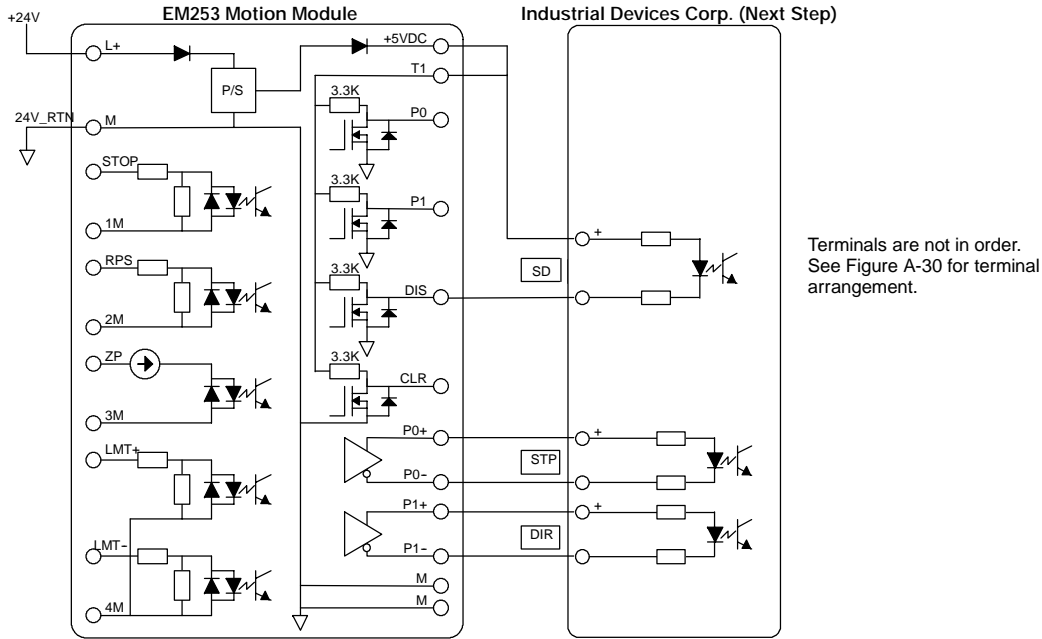 EM253 Motion Module
Industrial Devices Corp. (Next Step)
+24V
L+
+5VDC
T1
P/S
3.3K
P0
24V_RTN
M
STOP
3.3K
P1
1M
RPS
3.3K
DIS
2M
ZP
3.3K
CLR
3M
LMT+
P0+
P0-
P1+
LMT-
P1-
M
4M
M
+
SD
+
STP
+
DIR
Terminals are not in order.
See Figure A-30 for terminal
arrangement.